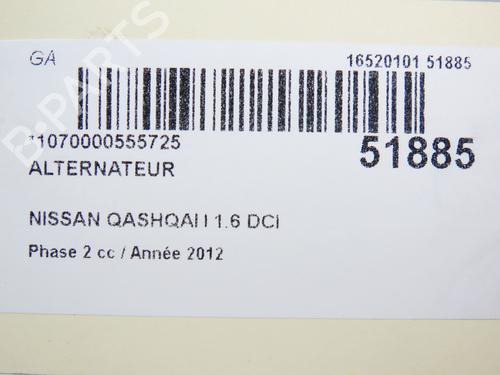 GA 16520101 51885
11070000555725 51885
ALTERNATEUR
NISSAN QASHQAI I 1.6 DCI
Phase 2 cc / Année 2012
B-PARTS